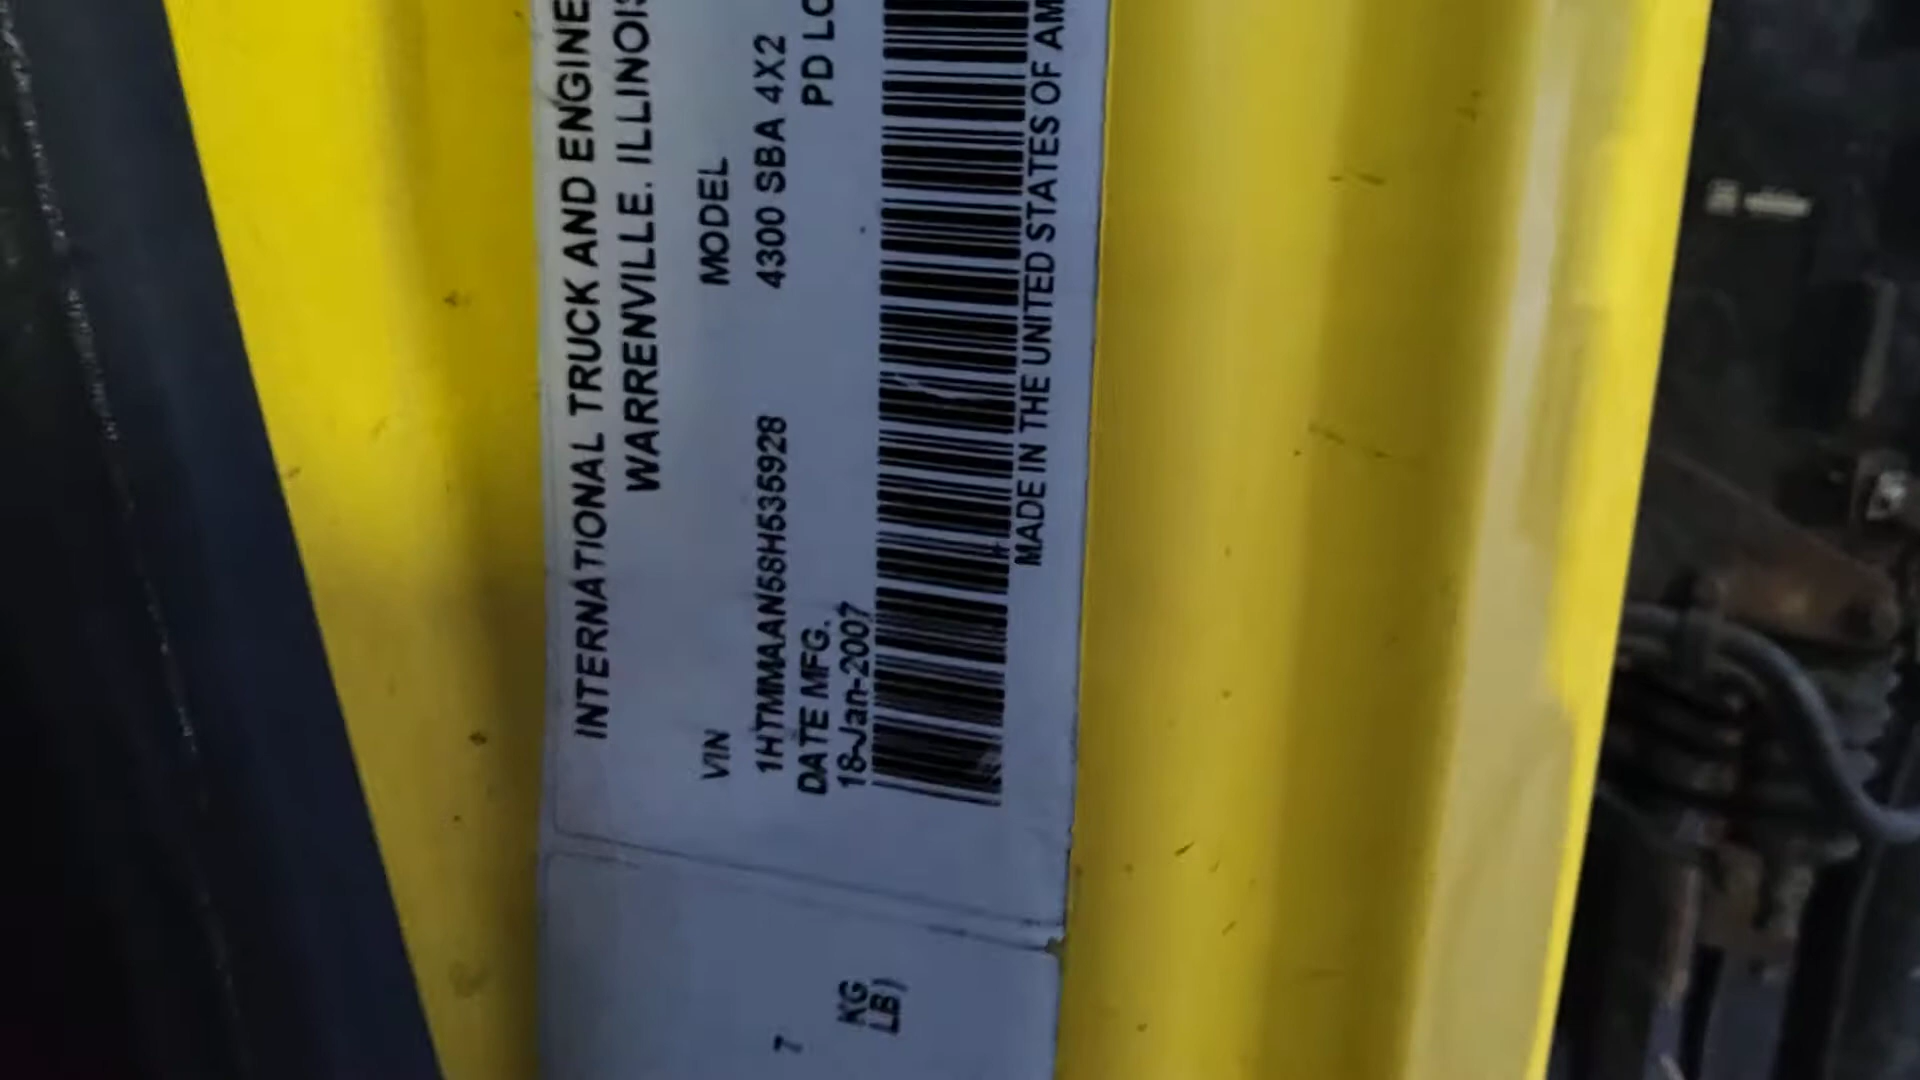 INTERNATIONAL TRUCK AND ENGINE
WARRENVILLE. ILLINOIS
VIN
MODEL
1HTMMAAN58H535928
4300 SBA 4X2
DATE MFG.
PD LO
18-Jan-2007
MADE IN THE UNITED STATES OF AM
7
KG
LB)